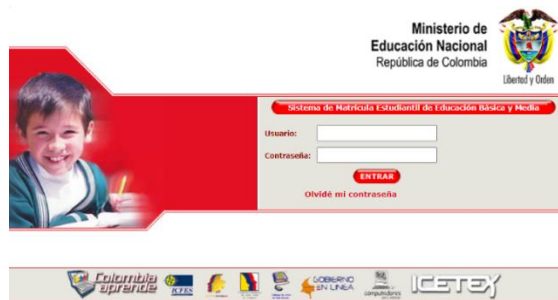 Ministerio de
Educación Nacional
República de Colombia
Libertad y Orden
Sistema de Matricula Estudiantil de Educación Básica y Media
Usuario:
Contraseña:
ENTRAR
Olvidé mi contraseña
Colombia
aprende
ICFES
GOBIERNO
EN LINEA
ICETEX